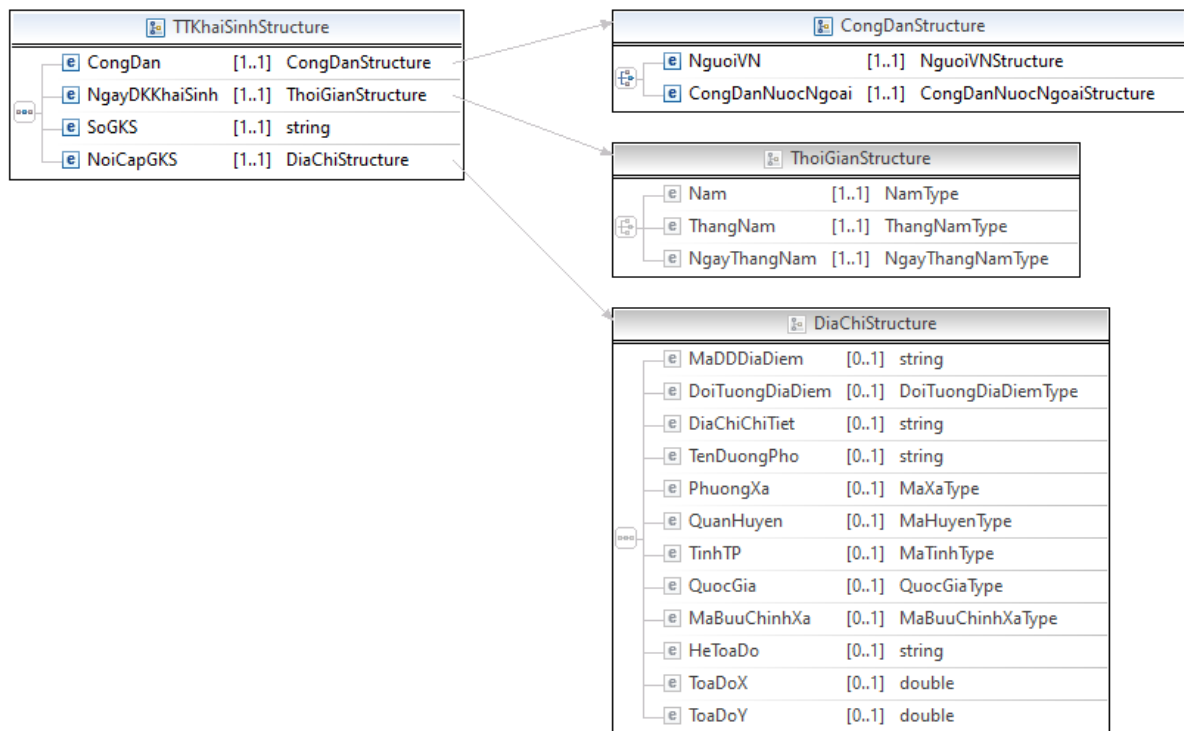 TTKhaiSinhStructure
CongDan [1..1] CongDanStructure
NgayDKKhaiSinh [1..1] ThoiGianStructure
SoGKS [1..1] string
NoiCapGKS [1..1] DiaChiStructure
CongDanStructure
NguoiVN [1..1] NguoiVNStructure
CongDanNuocNgoai [1..1] CongDanNuocNgoaiStructure
ThoiGianStructure
Nam [1..1] NamType
ThangNam [1..1] ThangNamType
NgayThangNam [1..1] NgayThangNamType
DiaChiStructure
MaDDDiaDiem [0..1] string
DoiTuongDiaDiem [0..1] DoiTuongDiaDiemType
DiaChiChiTiet [0..1] string
TenDuongPho [0..1] string
PhuongXa [0..1] MaXaType
QuanHuyen [0..1] MaHuyenType
TinhTP [0..1] MaTinhType
QuocGia [0..1] QuocGiaType
MaBuuChinhXa [0..1] MaBuuChinhXaType
HeToaDo [0..1] string
ToaDoX [0..1] double
ToaDoY [0..1] double